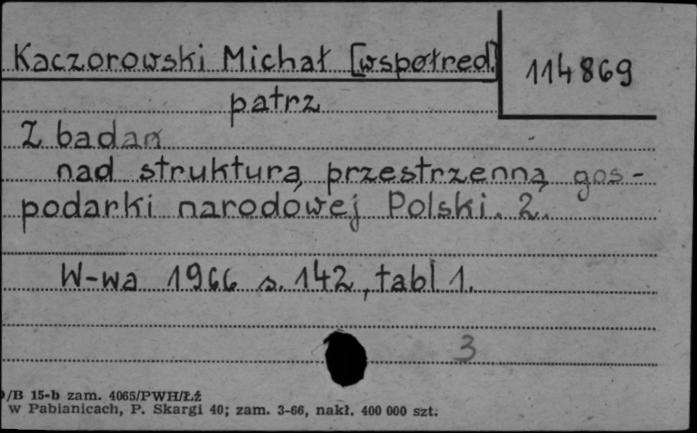 Kaczorowski Michał [współred.]
114869
patrz
Z badań
nad strukturą przestrzenną gos-
podarki narodowej Polski. 2.
W-wa 1966 s. 142, tabl 1.
3
/B 15-b zam. 4065/PWH/ŁŻ
w Pabianicach, P. Skargi 40; zam. 3-66, nakł. 400 000 szt.